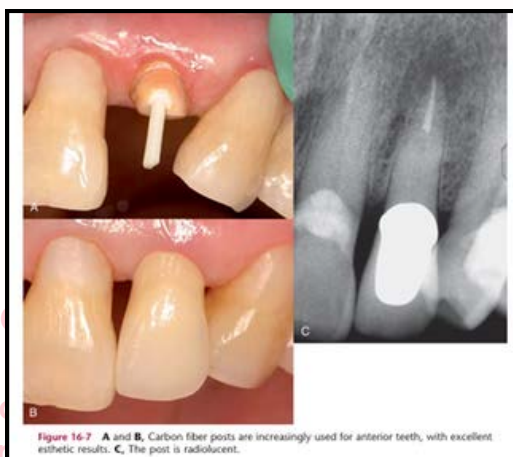 A
B
C
Figure 16-7 A and B, Carbon fiber posts are increasingly used for anterior teeth, with excellent
esthetic results. C, The post is radiolucent.